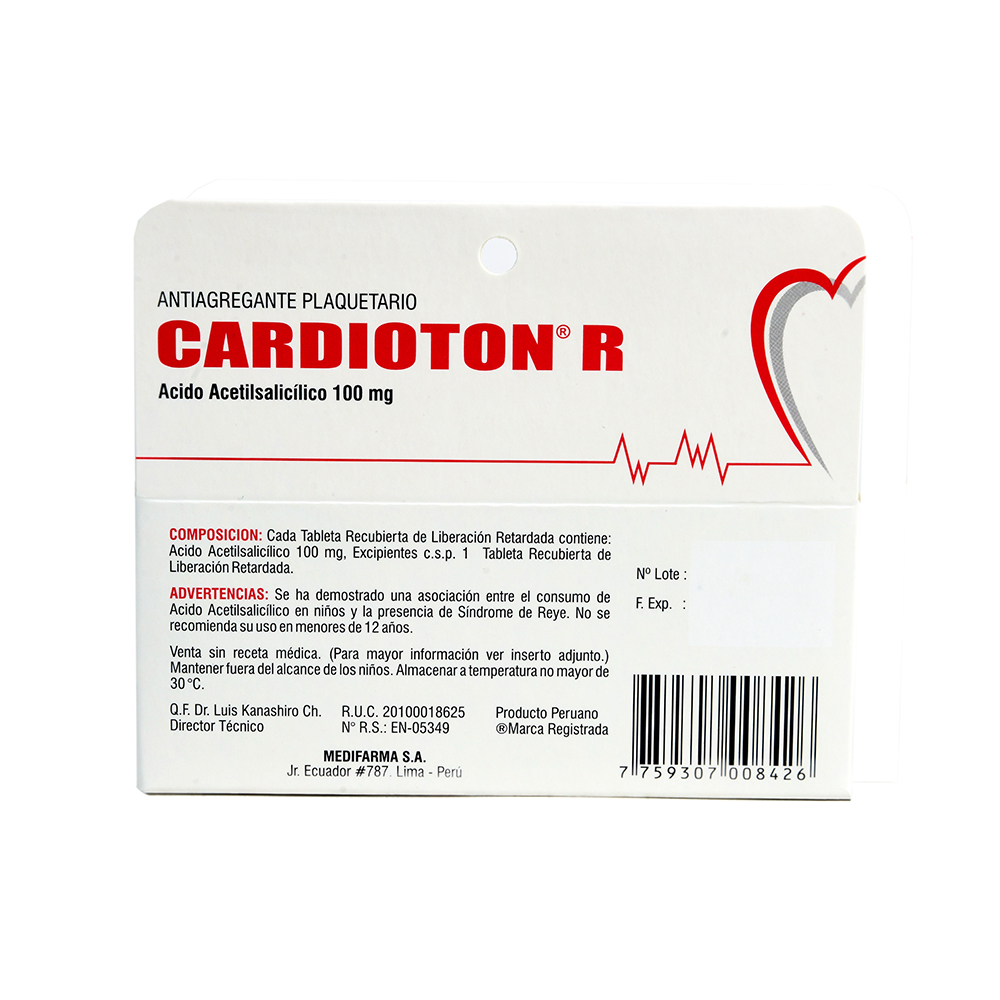 ANTIAGREGANTE PLAQUETARIO
CARDIOTON® R
Acido Acetilsalicílico 100 mg
COMPOSICION: Cada Tableta Recubierta de Liberación Retardada contiene:
Acido Acetilsalicílico 100 mg, Excipientes c.s.p. 1 Tableta Recubierta de
Liberación Retardada.
ADVERTENCIAS: Se ha demostrado una asociación entre el consumo de
Acido Acetilsalicílico en niños y la presencia de Síndrome de Reye. No se
recomienda su uso en menores de 12 años.
Venta sin receta médica. (Para mayor información ver inserto adjunto.)
Mantener fuera del alcance de los niños. Almacenar a temperatura no mayor de
30°C.
Q.F. Dr. Luis Kanashiro Ch. R.U.C. 20100018625 Producto Peruano
Director Técnico N° R.S.: EN-05349 ®Marca Registrada
MEDIFARMA S.A.
Jr. Ecuador #787. Lima - Perú
Nº Lote :
F. Exp. :
7 759307 008426